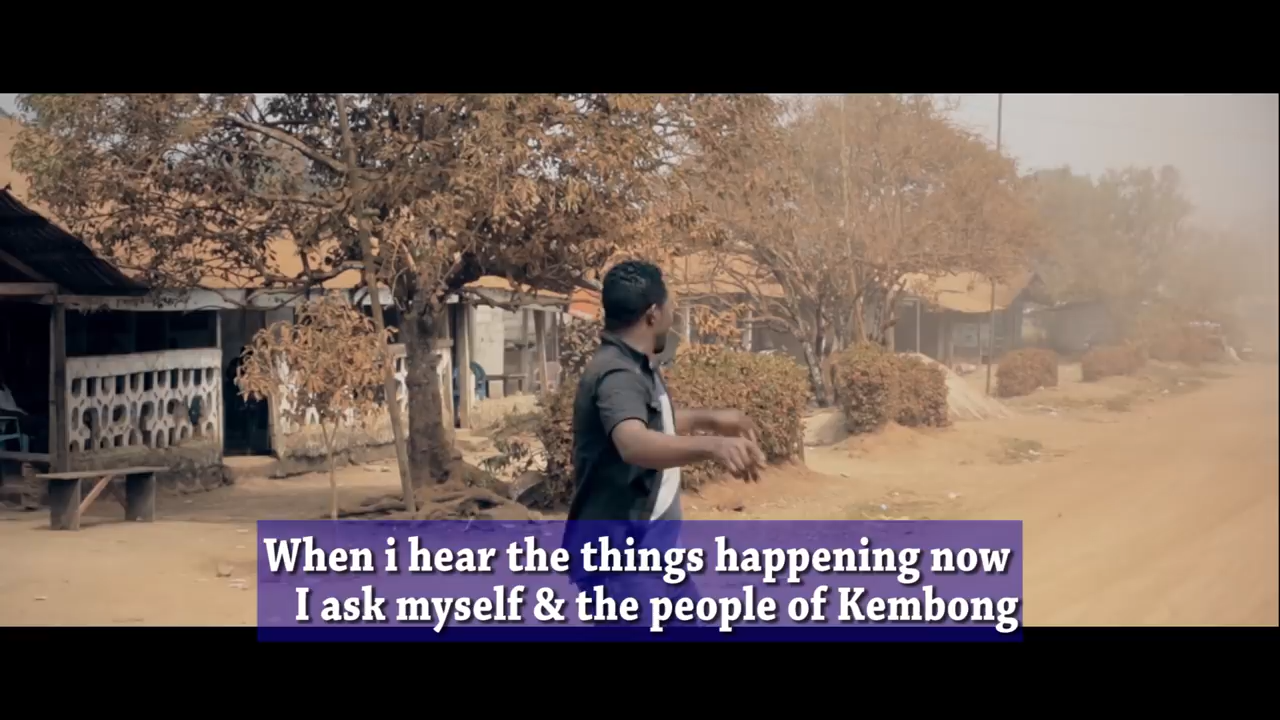 When i hear the things happening now
I ask myself & the people of Kembong